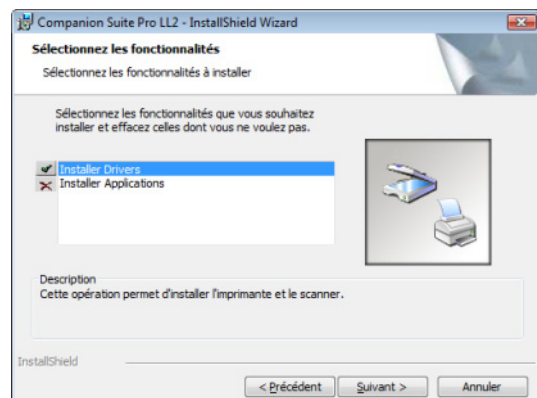 Companion Suite Pro LL2 - InstallShield Wizard
Sélectionnez les fonctionnalités
Sélectionnez les fonctionnalités à installer
Sélectionnez les fonctionnalités que vous souhaitez
installer et effacez celles dont vous ne voulez pas.
Installer Drivers
Installer Applications
Description
Cette opération permet d'installer l'imprimante et le scanner.
InstallShield
< Précédent
Suivant >
Annuler